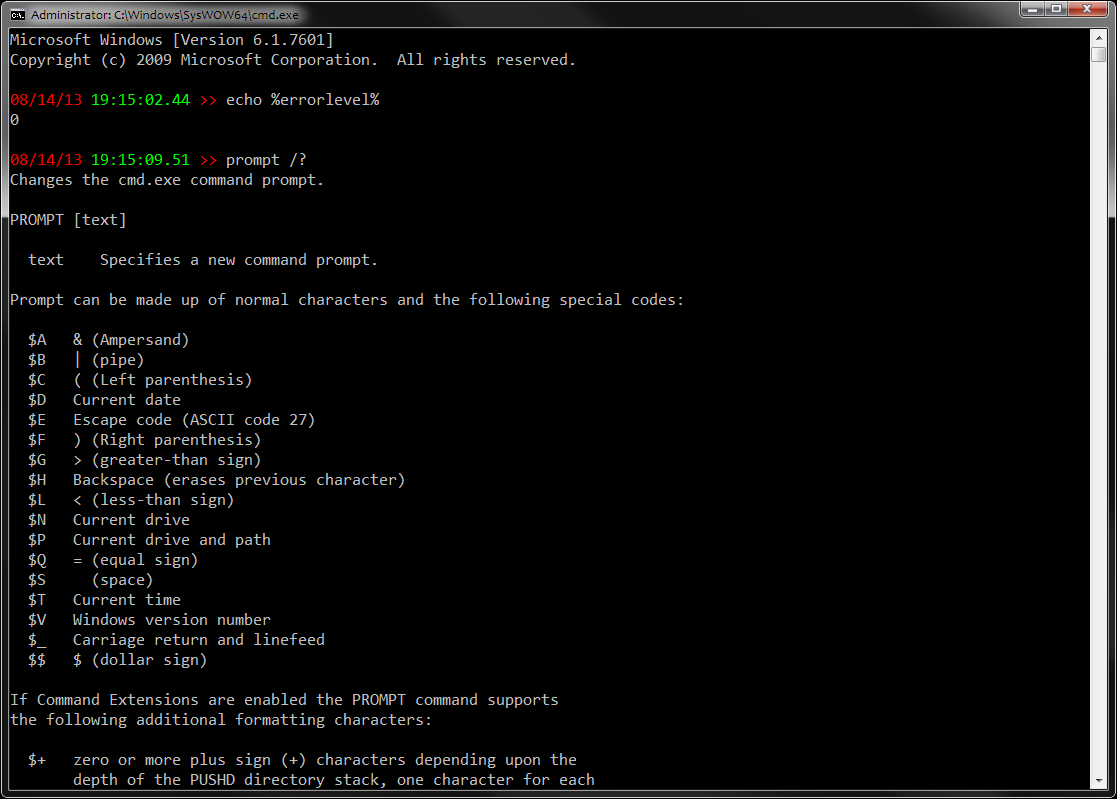 Administrator: C:\Windows\SysWOW64\cmd.exe
Microsoft Windows [Version 6.1.7601]
Copyright (c) 2009 Microsoft Corporation.  All rights reserved.
08/14/13 19:15:02.44 >> echo %errorlevel%
0
08/14/13 19:15:09.51 >> prompt /?
Changes the cmd.exe command prompt.
PROMPT [text]
  text    Specifies a new command prompt.
Prompt can be made up of normal characters and the following special codes:
  $A   & (Ampersand)
  $B   | (pipe)
  $C   ( (Left parenthesis)
  $D   Current date
  $E   Escape code (ASCII code 27)
  $F   ) (Right parenthesis)
  $G   > (greater-than sign)
  $H   Backspace (erases previous character)
  $L   < (less-than sign)
  $N   Current drive
  $P   Current drive and path
  $Q   = (equal sign)
  $S     (space)
  $T   Current time
  $V   Windows version number
  $_   Carriage return and linefeed
  $$   $ (dollar sign)
If Command Extensions are enabled the PROMPT command supports
the following additional formatting characters:
  $+   zero or more plus sign (+) characters depending upon the
       depth of the PUSHD directory stack, one character for each